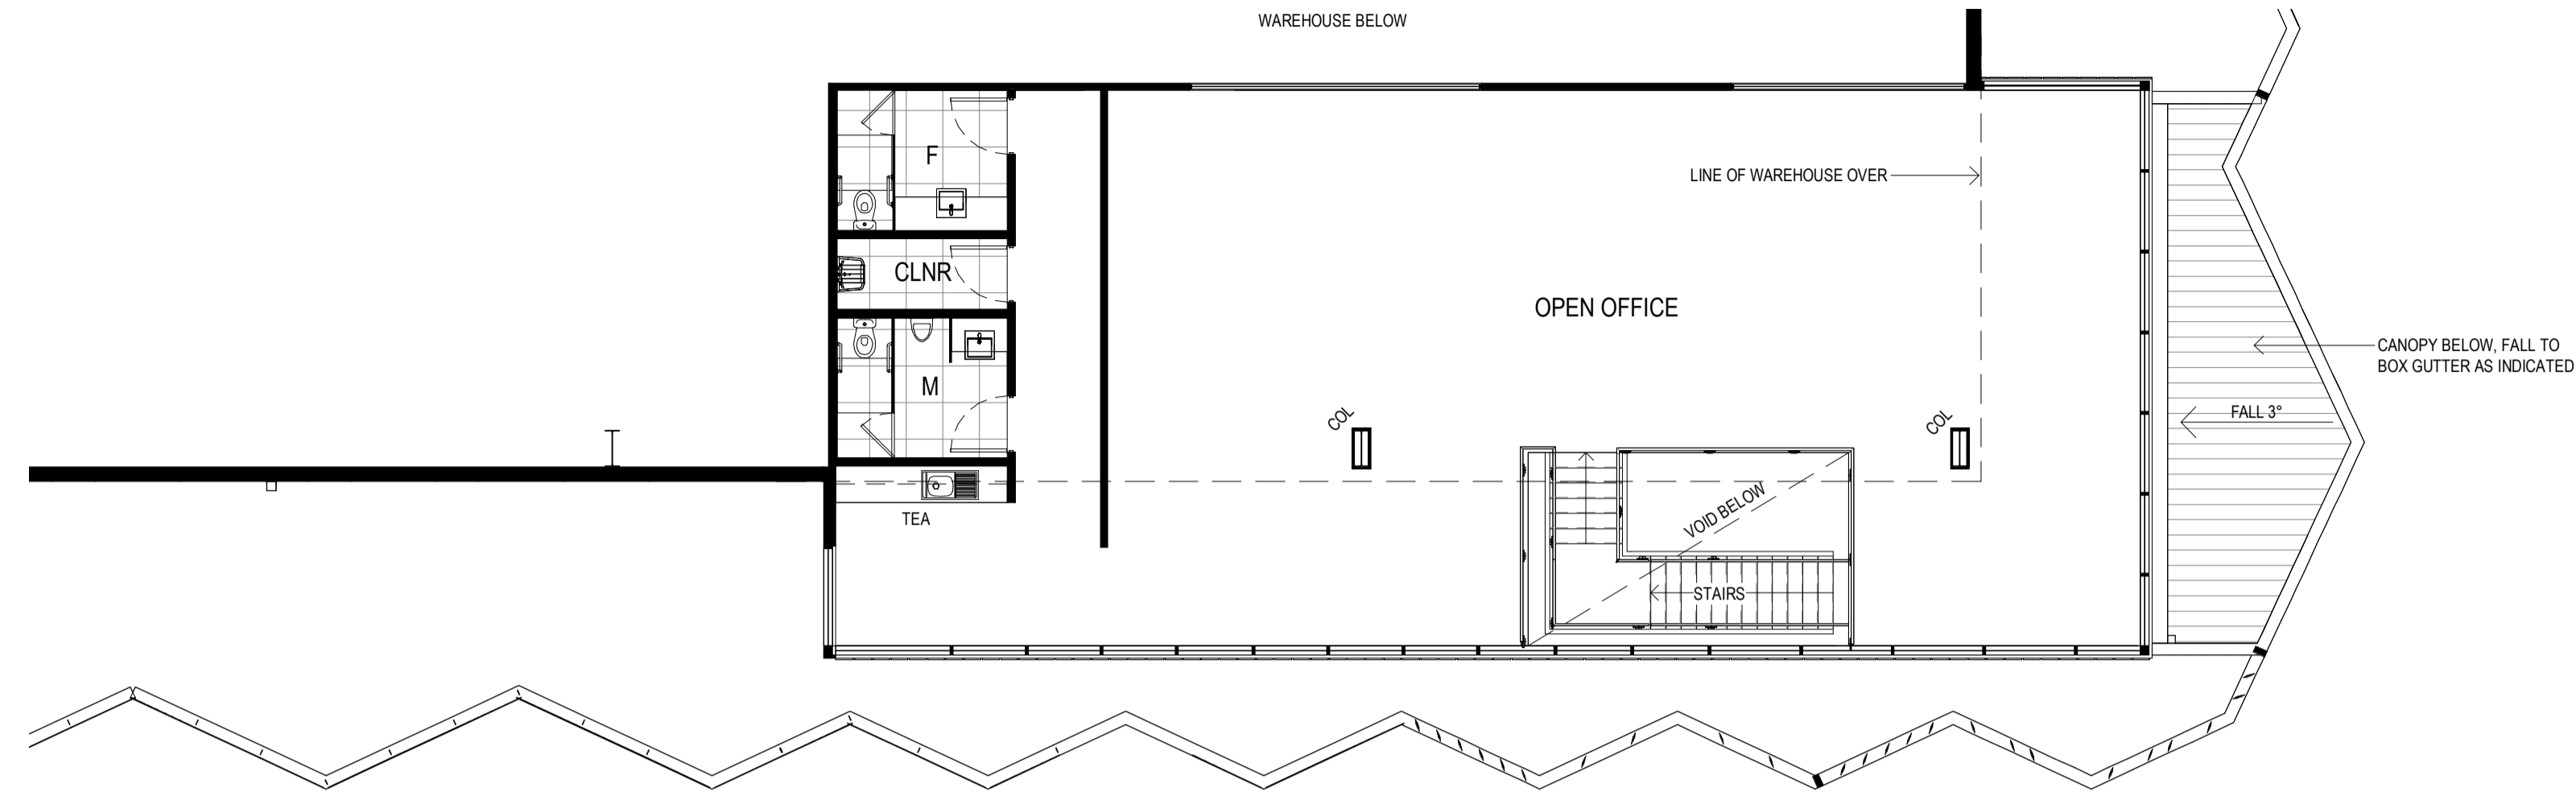 WAREHOUSE BELOW
F
LINE OF WAREHOUSE OVER
CLNR
OPEN OFFICE
CANOPY BELOW, FALL TO
BOX GUTTER AS INDICATED
M
COL
COL
FALL 3°
VOID BELOW
TEA
STAIRS